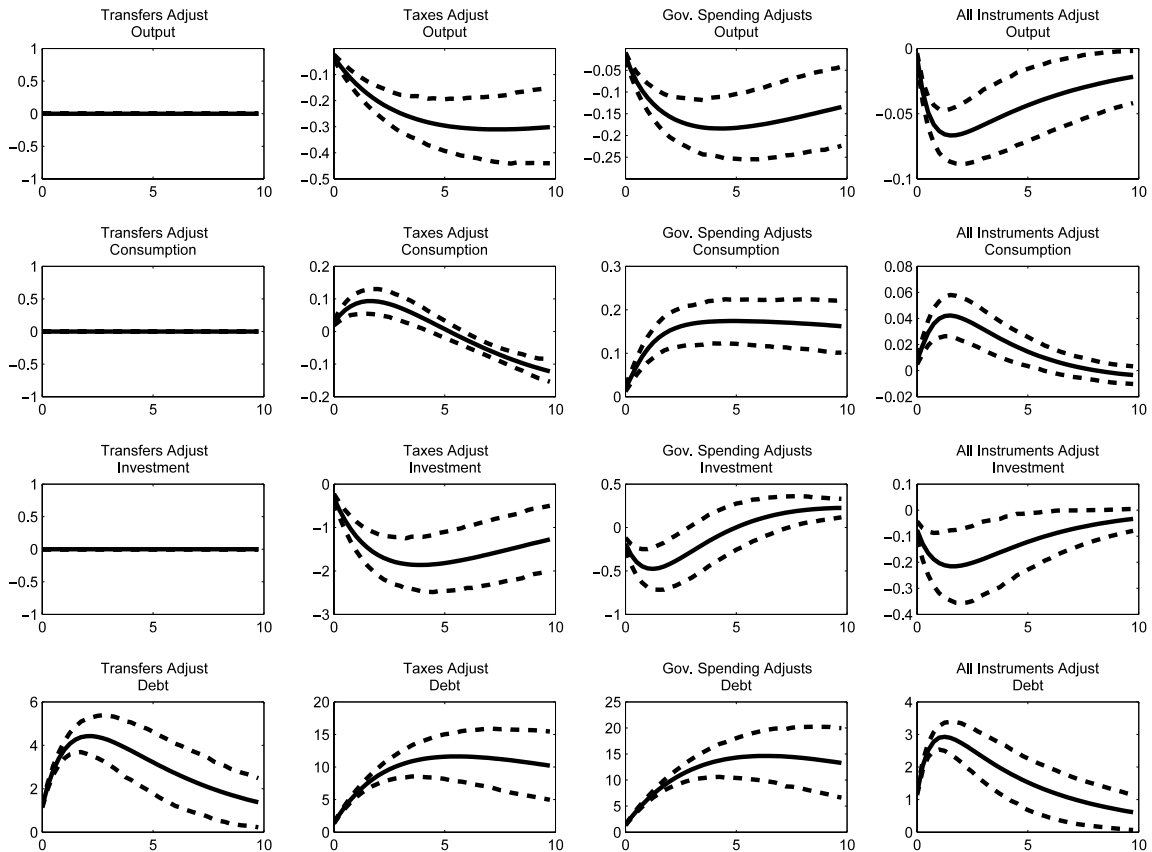 Transfers Adjust
Output
1
0.5
0
−0.5
−1
0 5 10
Taxes Adjust
Output
−0.1
−0.2
−0.3
−0.4
−0.5
0 5 10
Gov. Spending Adjusts
Output
−0.05
−0.1
−0.15
−0.2
−0.25
0 5 10
All Instruments Adjust
Output
0
−0.05
−0.1
0 5 10
Transfers Adjust
Consumption
1
0.5
0
−0.5
−1
0 5 10
Taxes Adjust
Consumption
0.2
0.1
0
−0.1
−0.2
0 5 10
Gov. Spending Adjusts
Consumption
0.3
0.2
0.1
0
0 5 10
All Instruments Adjust
Consumption
0.08
0.06
0.04
0.02
0
−0.02
0 5 10
Transfers Adjust
Investment
1
0.5
0
−0.5
−1
0 5 10
Taxes Adjust
Investment
0
−1
−2
−3
0 5 10
Gov. Spending Adjusts
Investment
0.5
0
−0.5
−1
0 5 10
All Instruments Adjust
Investment
0.1
0
−0.1
−0.2
−0.3
−0.4
0 5 10
Transfers Adjust
Debt
6
4
2
0
0 5 10
Taxes Adjust
Debt
20
15
10
5
0
0 5 10
Gov. Spending Adjusts
Debt
25
20
15
10
5
0
0 5 10
All Instruments Adjust
Debt
4
3
2
1
0
0 5 10